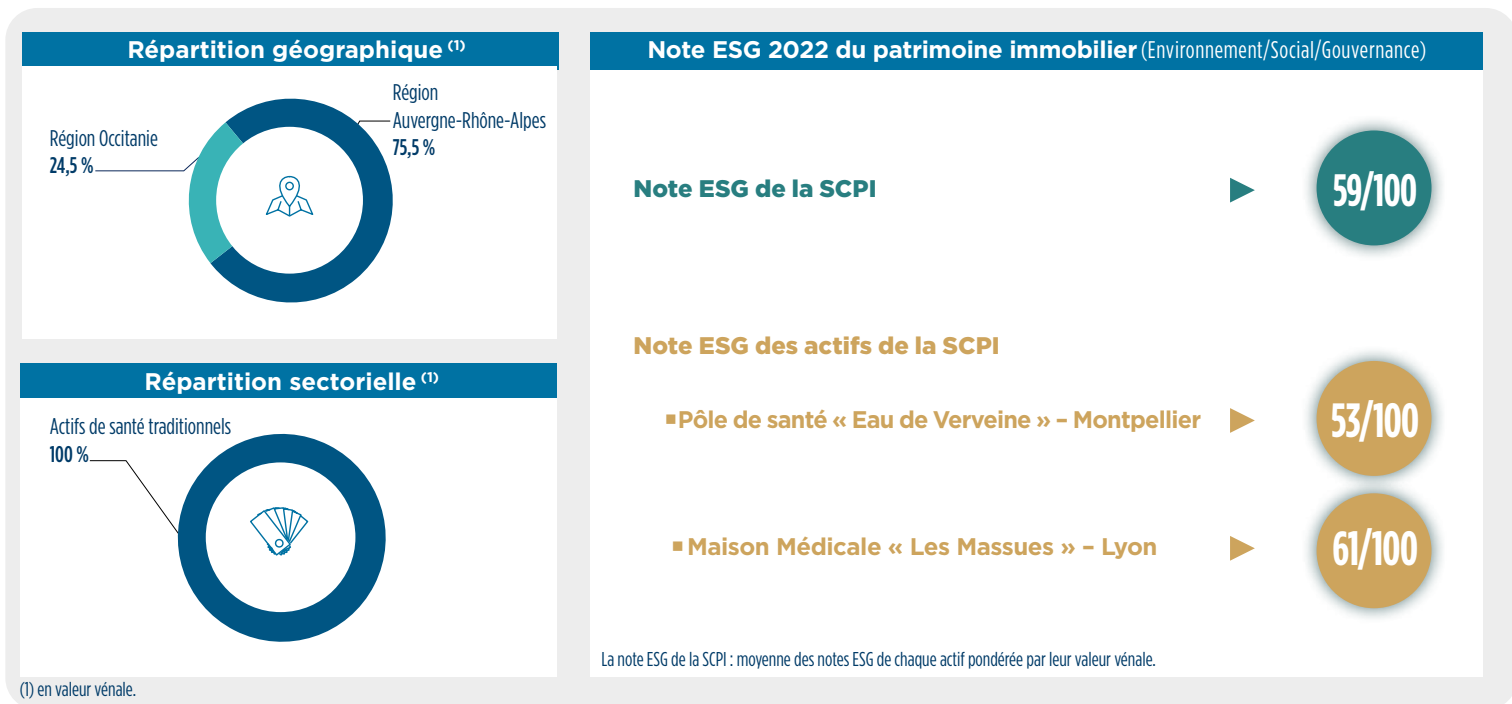 Répartition géographique (1)
Région Occitanie
24,5 %
Région
Auvergne-Rhône-Alpes
75,5 %
Répartition sectorielle (1)
Actifs de santé traditionnels
100 %
(1) en valeur vénale.
Note ESG 2022 du patrimoine immobilier (Environnement/Social/Gouvernance)
Note ESG de la SCPI
59/100
Note ESG des actifs de la SCPI
▪Pôle de santé « Eau de Verveine » – Montpellier
53/100
▪Maison Médicale « Les Massues » – Lyon
61/100
La note ESG de la SCPI : moyenne des notes ESG de chaque actif pondérée par leur valeur vénale.